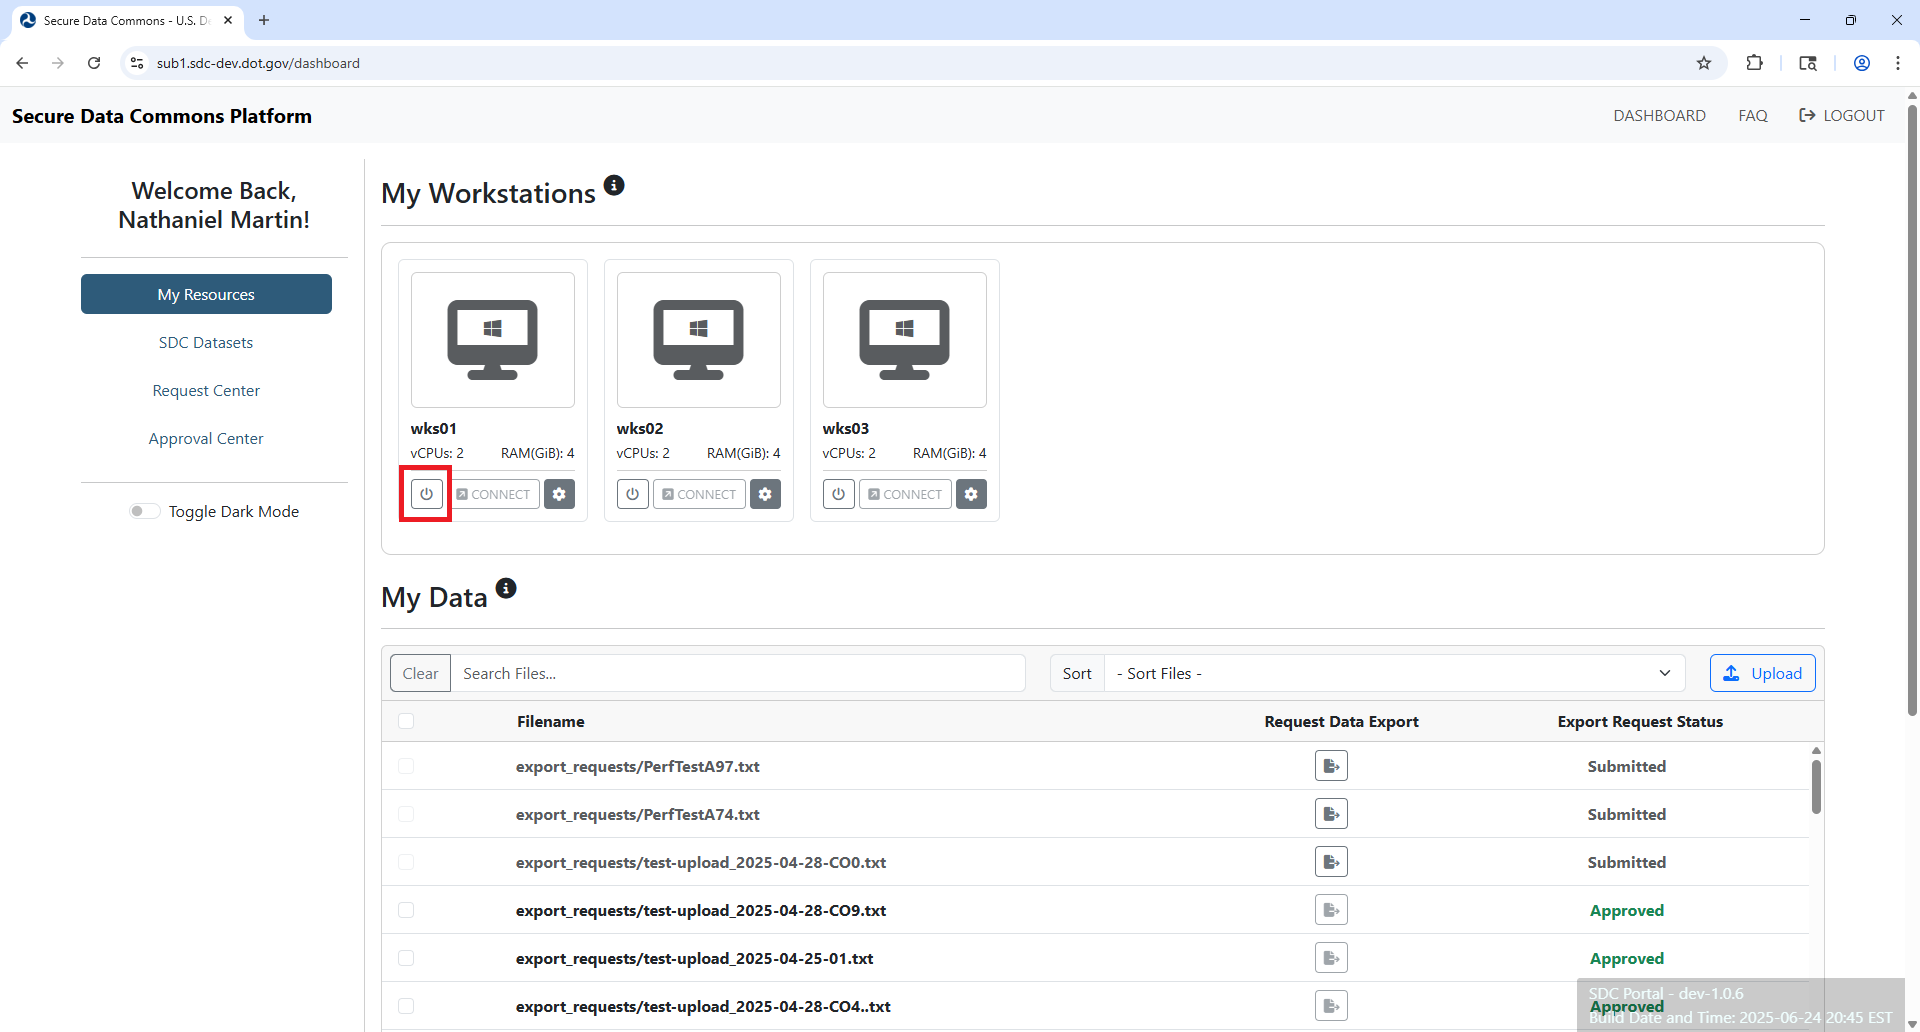 Secure Data Commons - U.S. D
sub1.sdc-dev.dot.gov/dashboard
Secure Data Commons Platform
DASHBOARD
FAQ
LOGOUT
Welcome Back,
Nathaniel Martin!
My Resources
SDC Datasets
Request Center
Approval Center
Toggle Dark Mode
My Workstations
wks01
vCPUs: 2 RAM(GiB): 4
CONNECT
wks02
vCPUs: 2 RAM(GiB): 4
CONNECT
wks03
vCPUs: 2 RAM(GiB): 4
CONNECT
My Data
Clear Search Files... Sort - Sort Files - Upload
Filename Request Data Export Export Request Status
export_requests/PerfTestA97.txt Submitted
export_requests/PerfTestA74.txt Submitted
export_requests/test-upload_2025-04-28-CO0.txt Submitted
export_requests/test-upload_2025-04-28-CO9.txt Approved
export_requests/test-upload_2025-04-25-01.txt Approved
export_requests/test-upload_2025-04-28-CO4..txt Approved
SDC Portal - dev-1.0.6
Build Date and Time: 2025-06-24 20:45 EST